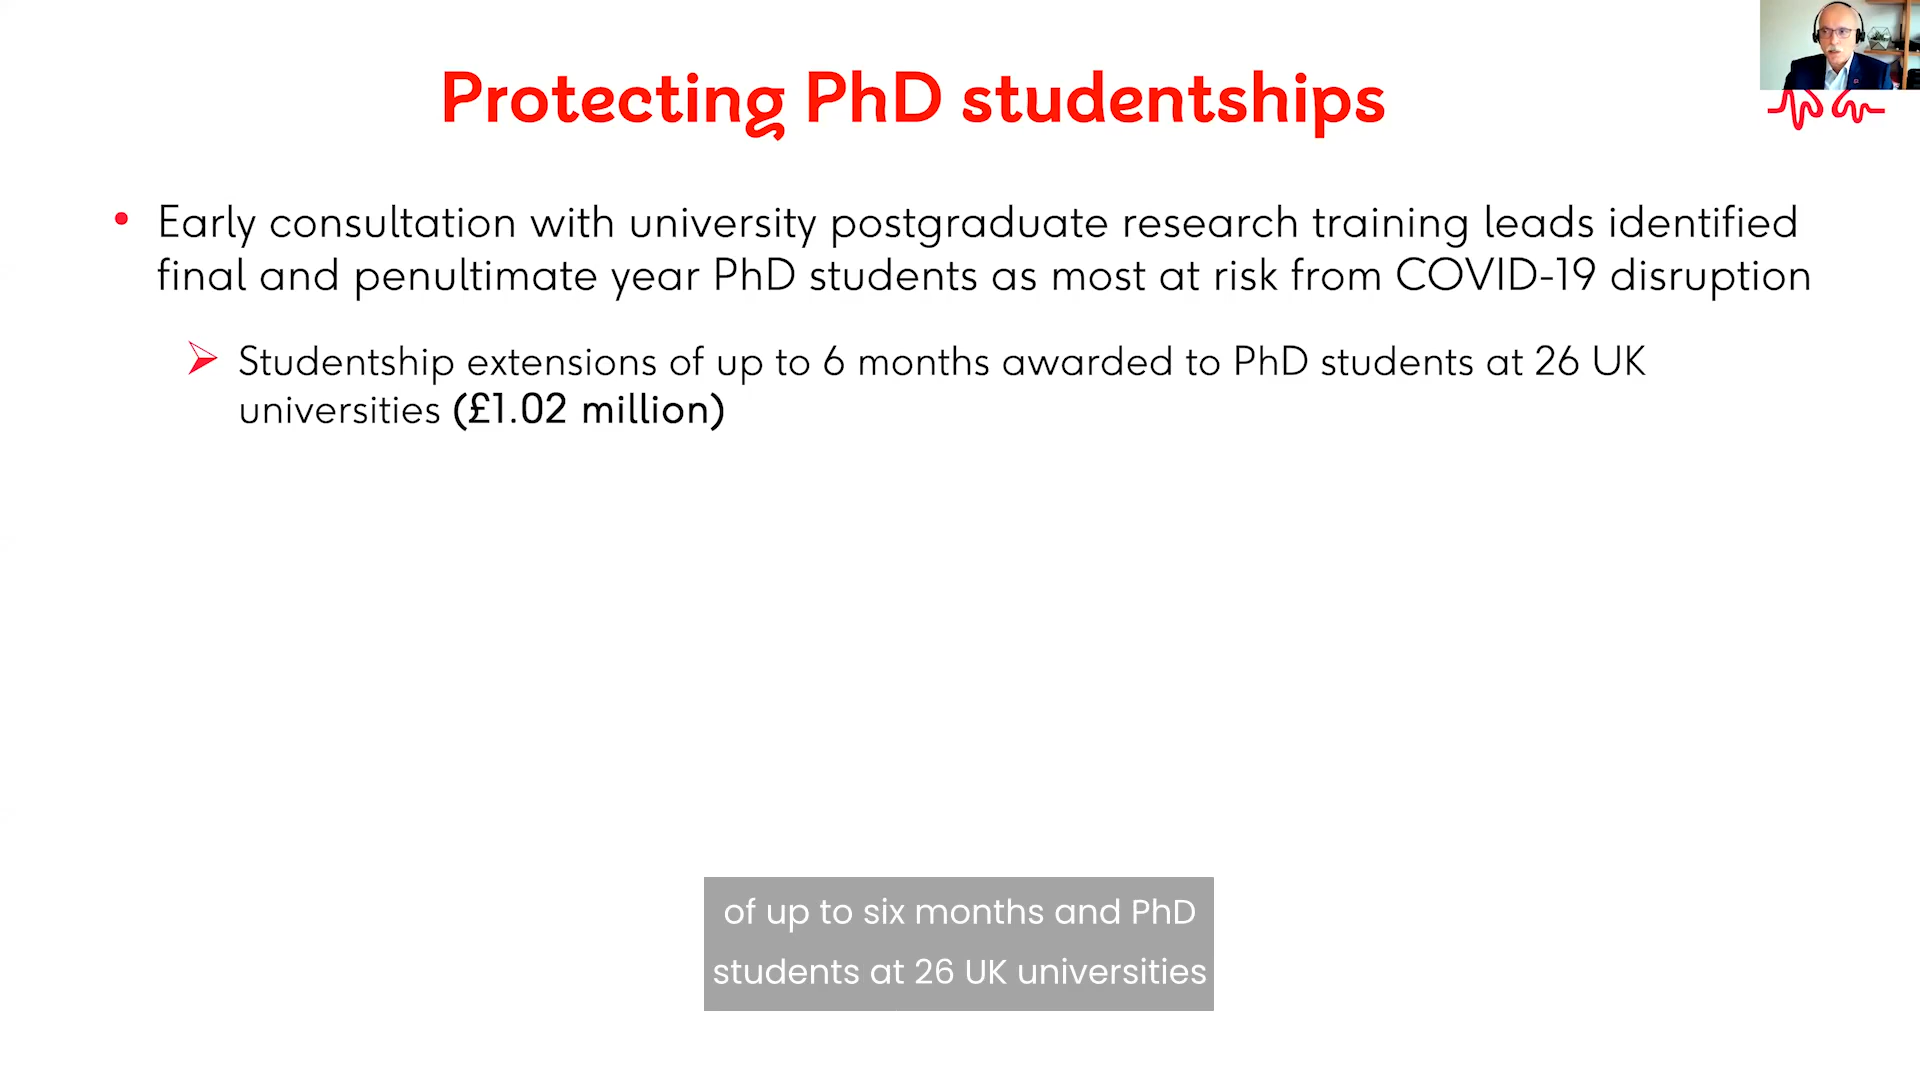 Protecting PhD studentships
• Early consultation with university postgraduate research training leads identified
final and penultimate year PhD students as most at risk from COVID-19 disruption
➢ Studentship extensions of up to 6 months awarded to PhD students at 26 UK
universities (£1.02 million)
of up to six months and PhD
students at 26 UK universities